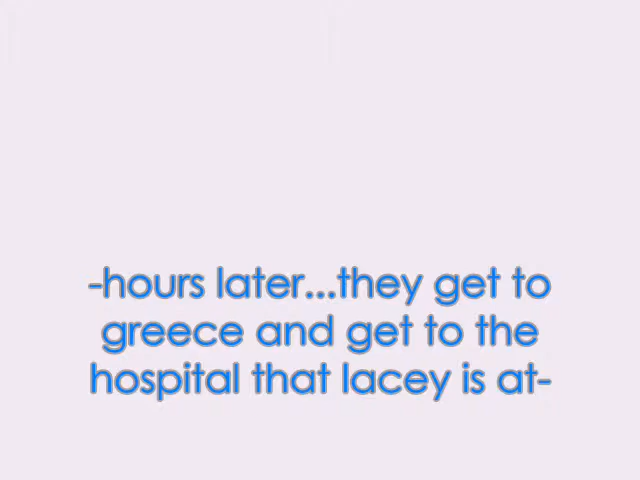 -hours later...they get to
greece and get to the
hospital that lacey is at-